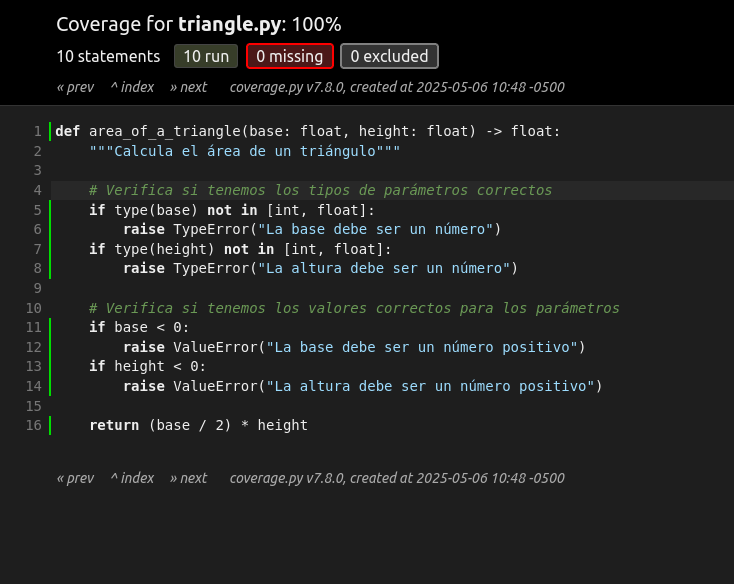 Coverage for triangle.py: 100%
10 statements 10 run 0 missing 0 excluded
« prev ^ index » next coverage.py v7.8.0, created at 2025-05-06 10:48 -0500
1 def area_of_a_triangle(base: float, height: float) -> float:
2     """Calcula el área de un triángulo"""
3
4     # Verifica si tenemos los tipos de parámetros correctos
5     if type(base) not in [int, float]:
6         raise TypeError("La base debe ser un número")
7     if type(height) not in [int, float]:
8         raise TypeError("La altura debe ser un número")
9
10     # Verifica si tenemos los valores correctos para los parámetros
11     if base < 0:
12         raise ValueError("La base debe ser un número positivo")
13     if height < 0:
14         raise ValueError("La altura debe ser un número positivo")
15
16     return (base / 2) * height
« prev ^ index » next coverage.py v7.8.0, created at 2025-05-06 10:48 -0500